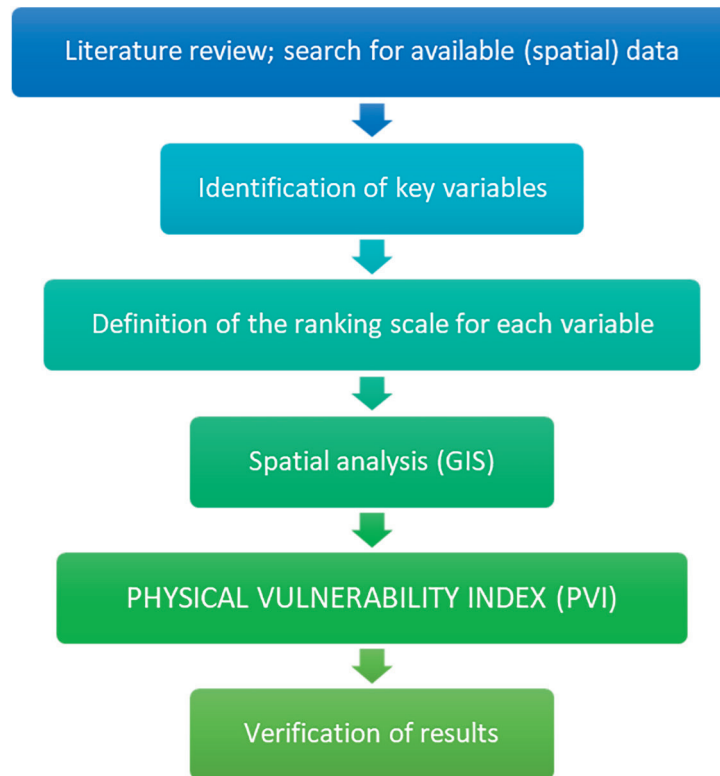 Literature review; search for available (spatial) data
Identification of key variables
Definition of the ranking scale for each variable
Spatial analysis (GIS)
PHYSICAL VULNERABILITY INDEX (PVI)
Verification of results